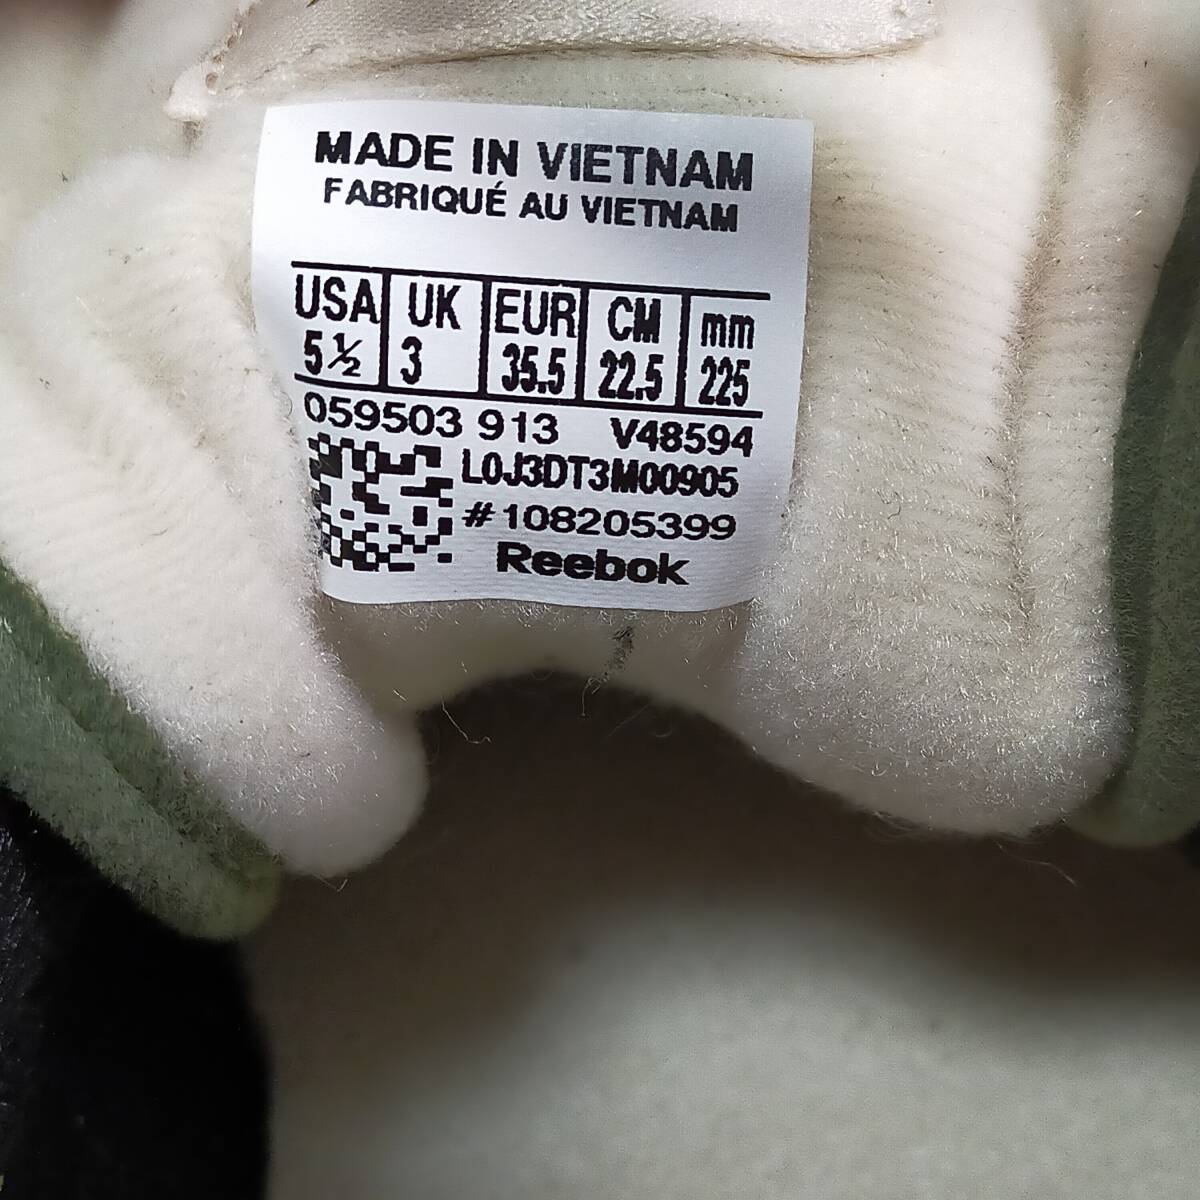 MADE IN VIETNAM
FABRIQUÉ AU VIETNAM
USA UK EUR CM mm
5½ 3 35.5 22.5 225
059503 913 V48594
L0J3DT3M00905
#108205399
Reebok